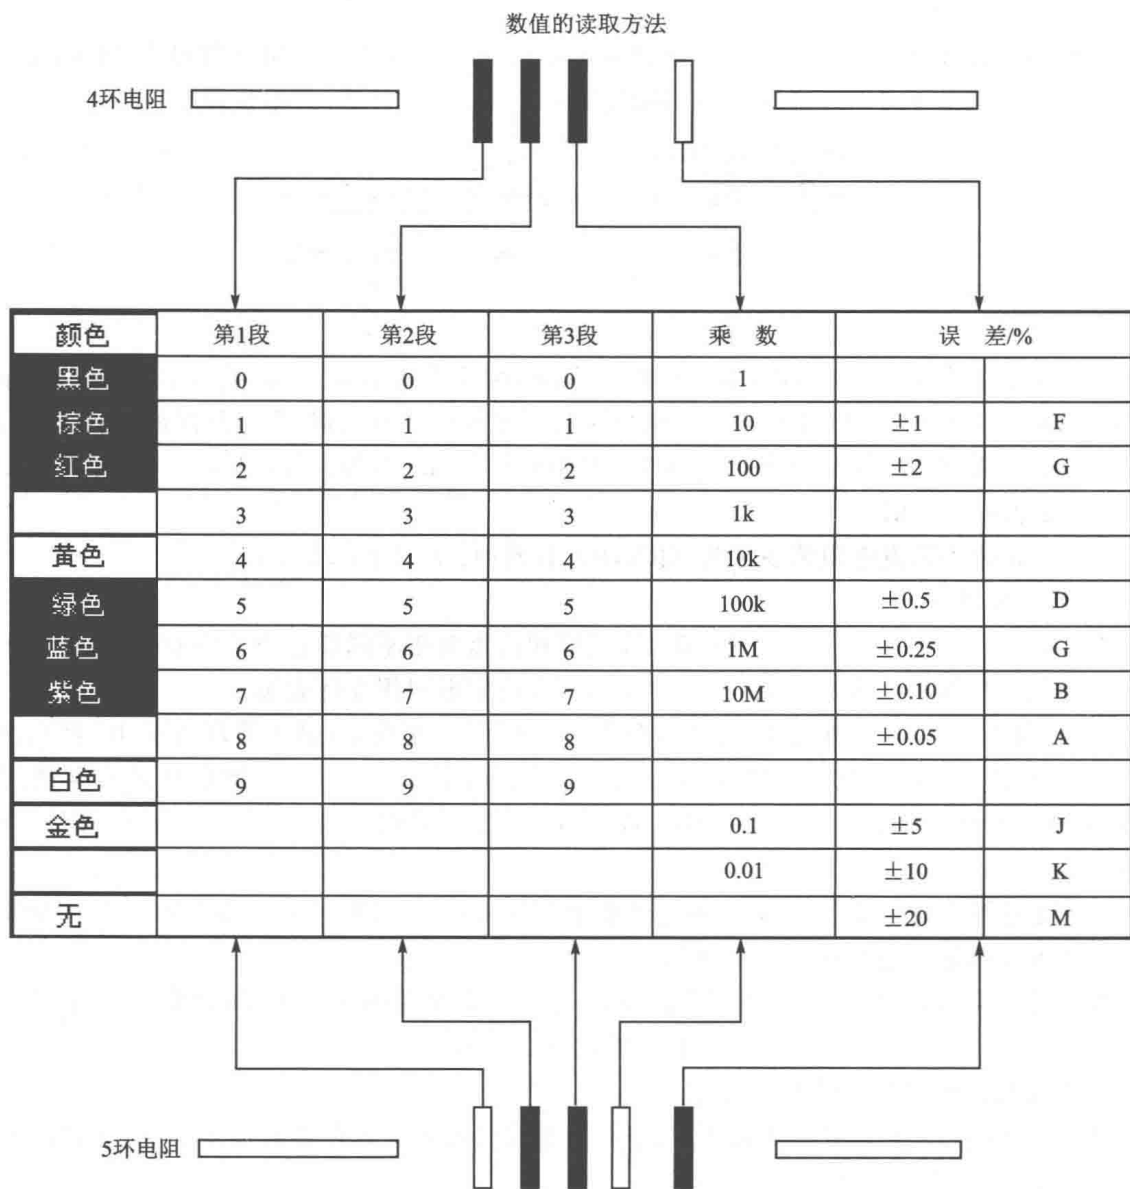 数值的读取方法
4环电阻
颜色 第1段 第2段 第3段 乘 数 误 差/%
黑色 0 0 0 1
棕色 1 1 1 10 ±1 F
红色 2 2 2 100 ±2 G
3 3 3 1k
黄色 4 4 4 10k
绿色 5 5 5 100k ±0.5 D
蓝色 6 6 6 1M ±0.25 G
紫色 7 7 7 10M ±0.10 B
8 8 8 ±0.05 A
白色 9 9 9
金色 0.1 ±5 J
0.01 ±10 K
无 ±20 M
5环电阻